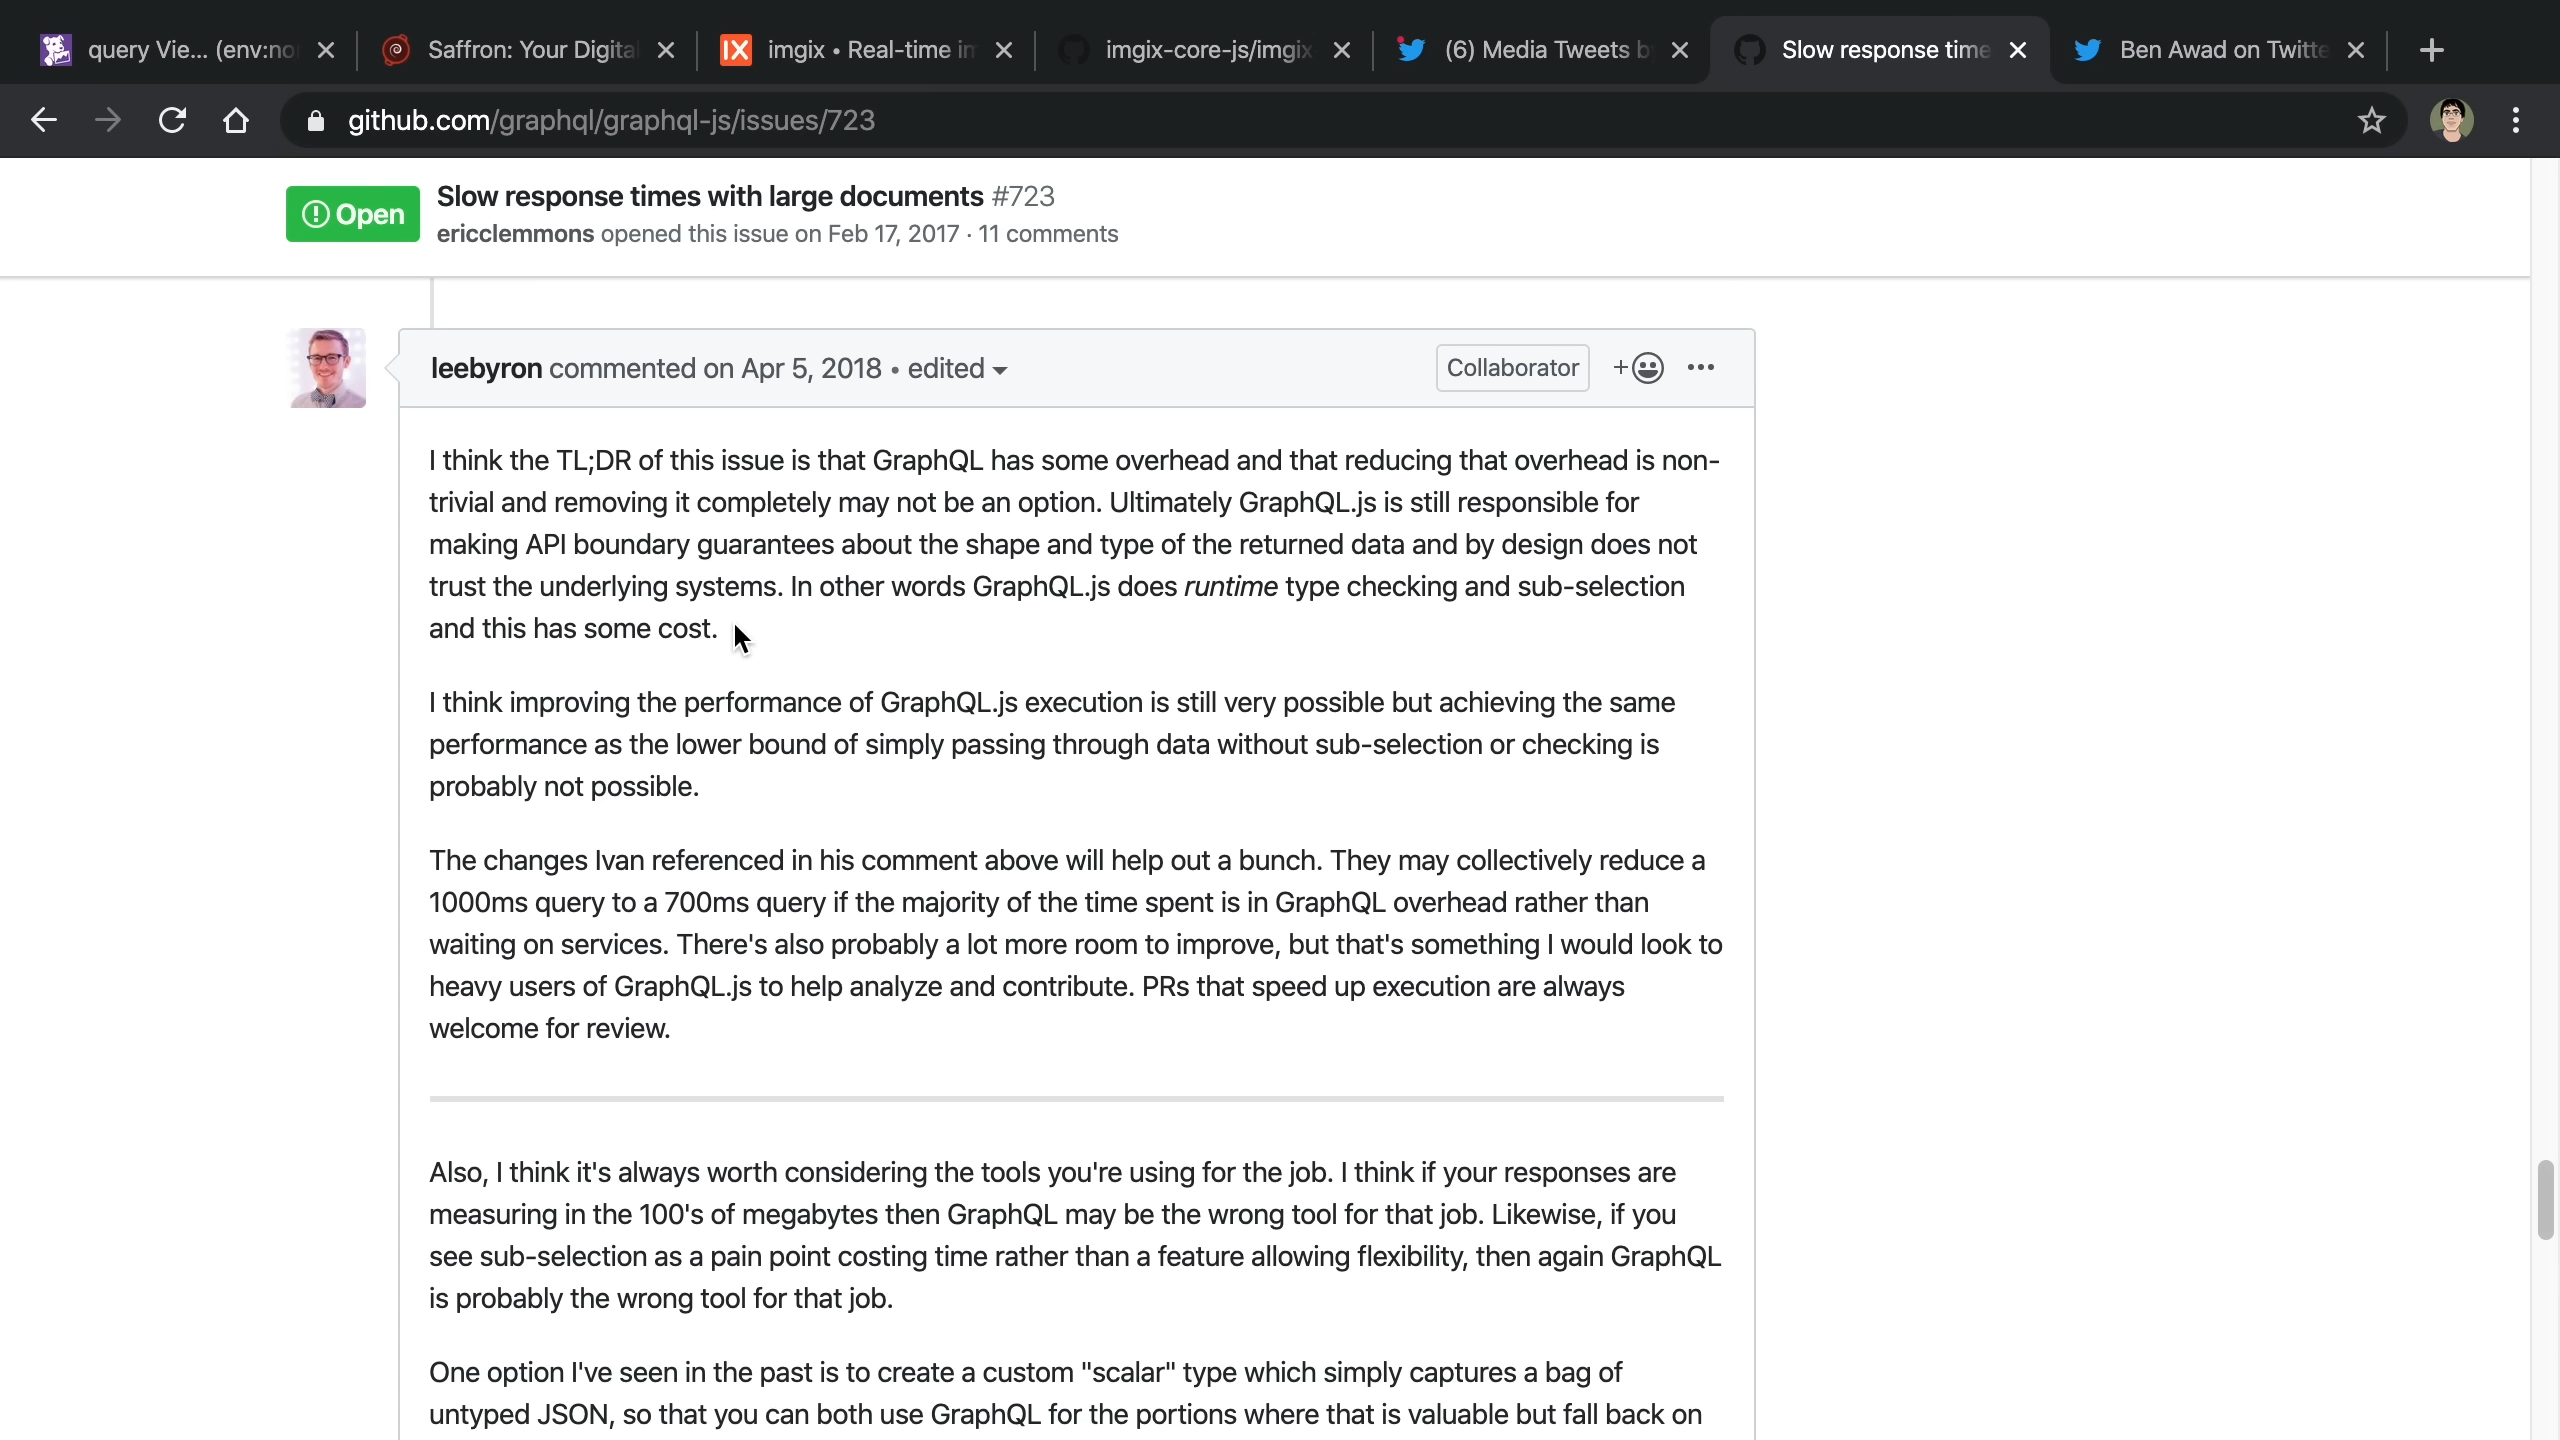 query Vie... (env:no
Saffron: Your Digita
IX
imgix • Real-time im
imgix-core-js/imgix
(6) Media Tweets b
Slow response time
Ben Awad on Twitte
github.com/graphql/graphql-js/issues/723
Open
Slow response times with large documents #723
ericclemmons opened this issue on Feb 17, 2017 · 11 comments
leebyron commented on Apr 5, 2018 • edited
Collaborator
I think the TL;DR of this issue is that GraphQL has some overhead and that reducing that overhead is non-
trivial and removing it completely may not be an option. Ultimately GraphQL.js is still responsible for
making API boundary guarantees about the shape and type of the returned data and by design does not
trust the underlying systems. In other words GraphQL.js does runtime type checking and sub-selection
and this has some cost.
I think improving the performance of GraphQL.js execution is still very possible but achieving the same
performance as the lower bound of simply passing through data without sub-selection or checking is
probably not possible.
The changes Ivan referenced in his comment above will help out a bunch. They may collectively reduce a
1000ms query to a 700ms query if the majority of the time spent is in GraphQL overhead rather than
waiting on services. There's also probably a lot more room to improve, but that's something I would look to
heavy users of GraphQL.js to help analyze and contribute. PRs that speed up execution are always
welcome for review.
Also, I think it's always worth considering the tools you're using for the job. I think if your responses are
measuring in the 100's of megabytes then GraphQL may be the wrong tool for that job. Likewise, if you
see sub-selection as a pain point costing time rather than a feature allowing flexibility, then again GraphQL
is probably the wrong tool for that job.
One option I've seen in the past is to create a custom "scalar" type which simply captures a bag of
untyped JSON, so that you can both use GraphQL for the portions where that is valuable but fall back on